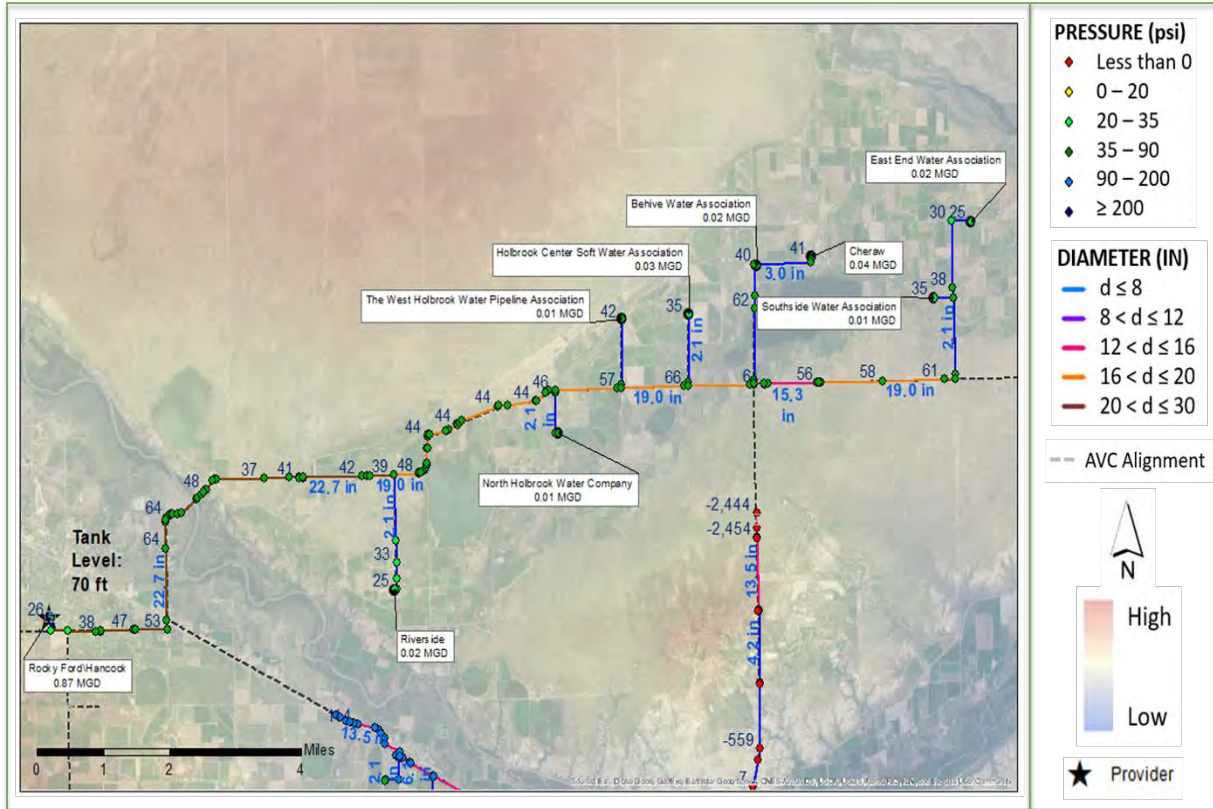 East End Water Association
0.02 MGD
30
25
Behive Water Association
0.02 MGD
40
41
3.0 in
Cheraw
0.04 MGD
Holbrook Center Soft Water Association
0.03 MGD
38
35
62
Southside Water Association
0.01 MGD
The West Holbrook Water Pipeline Association
0.01 MGD
42
35
2.1 in
2.1 in
46
57
66
56
58
61
44
44
44
44
2.1 in
19.0 in
15.3
in
19.0 in
48
37
41
42
39
48
22.7 in
19.0 in
North Holbrook Water Company
0.01 MGD
64
64
Tank
Level:
70 ft
22.7 in
2.1 in
33
25
-2,444
-2,454
13.5 in
4.2 in
26
38
47
53
Rocky Ford\Hancock
0.87 MGD
Riverside
0.02 MGD
13.5 in
2.1
in
-559
Miles
0
1
2
4
PRESSURE (psi)
Less than 0
0 – 20
20 – 35
35 – 90
90 – 200
≥ 200
DIAMETER (IN)
d ≤ 8
8 < d ≤ 12
12 < d ≤ 16
16 < d ≤ 20
20 < d ≤ 30
AVC Alignment
N
High
Low
Provider